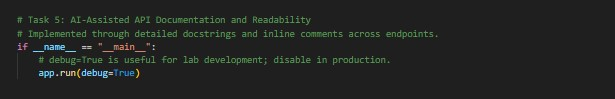 # Task 5: AI-Assisted API Documentation and Readability
# Implemented through detailed docstrings and inline comments across endpoints.
if __name__ == "__main__":
    # debug=True is useful for lab development; disable in production.
    app.run(debug=True)